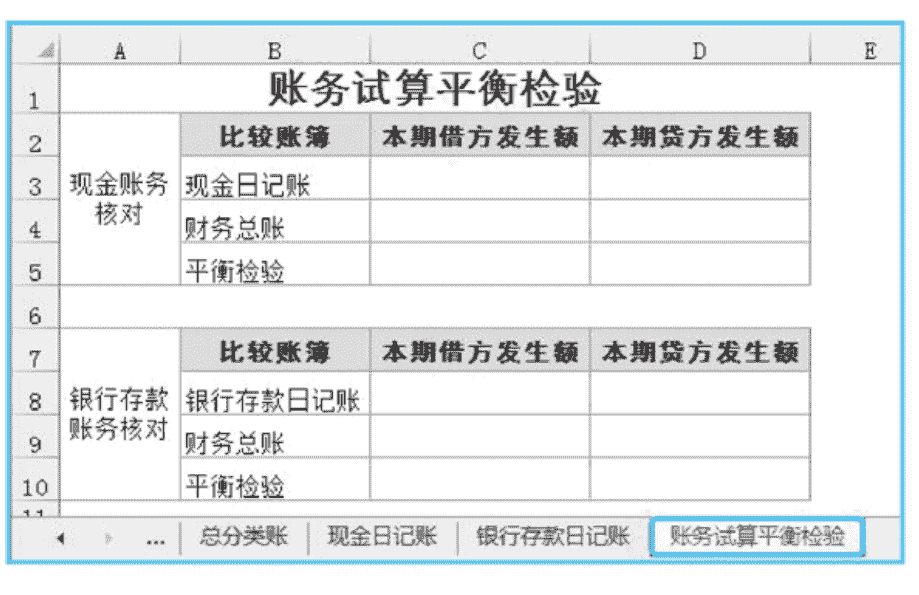 A B C D E
1 账务试算平衡检验
2 比较账簿 本期借方发生额 本期贷方发生额
3 现金账务 现金日记账
核对
4 财务总账
5 平衡检验
6
7 比较账簿 本期借方发生额 本期贷方发生额
8 银行存款 银行存款日记账
账务核对
9 财务总账
10 平衡检验
11
... 总分类账 现金日记账 银行存款日记账 账务试算平衡检验